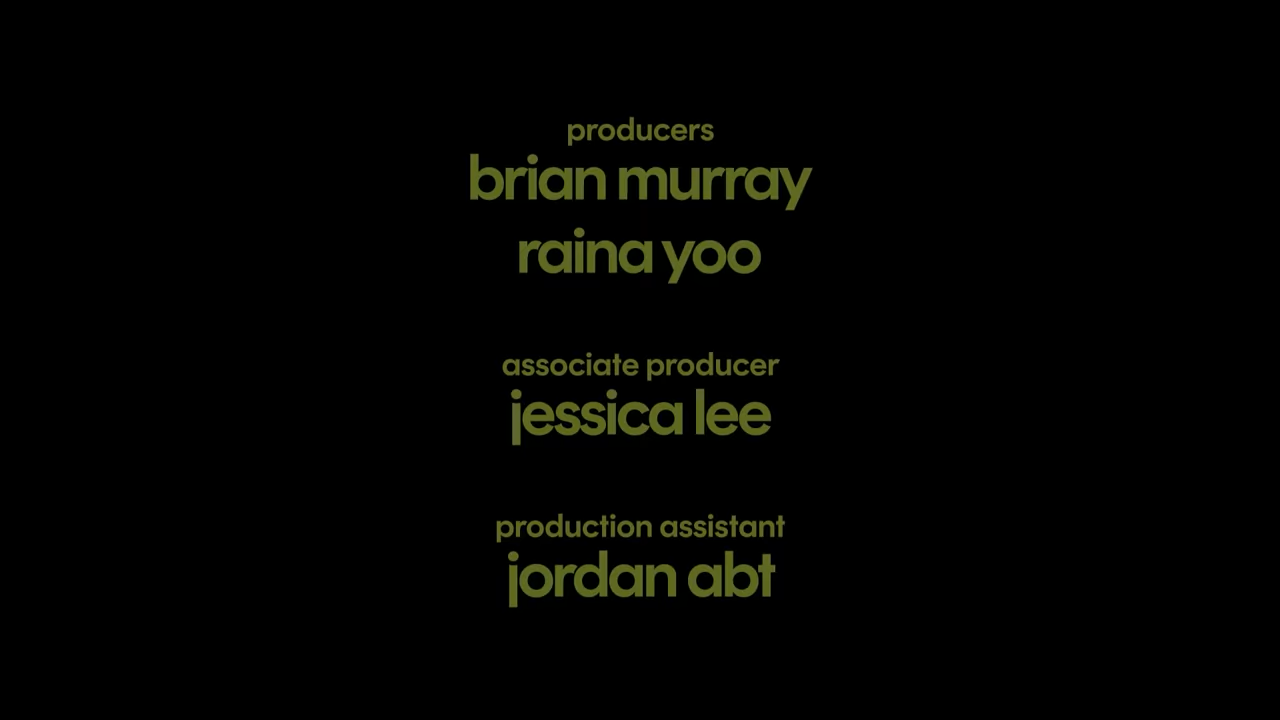 producers
brian murray
raina yoo
associate producer
jessica lee
production assistant
jordan abt